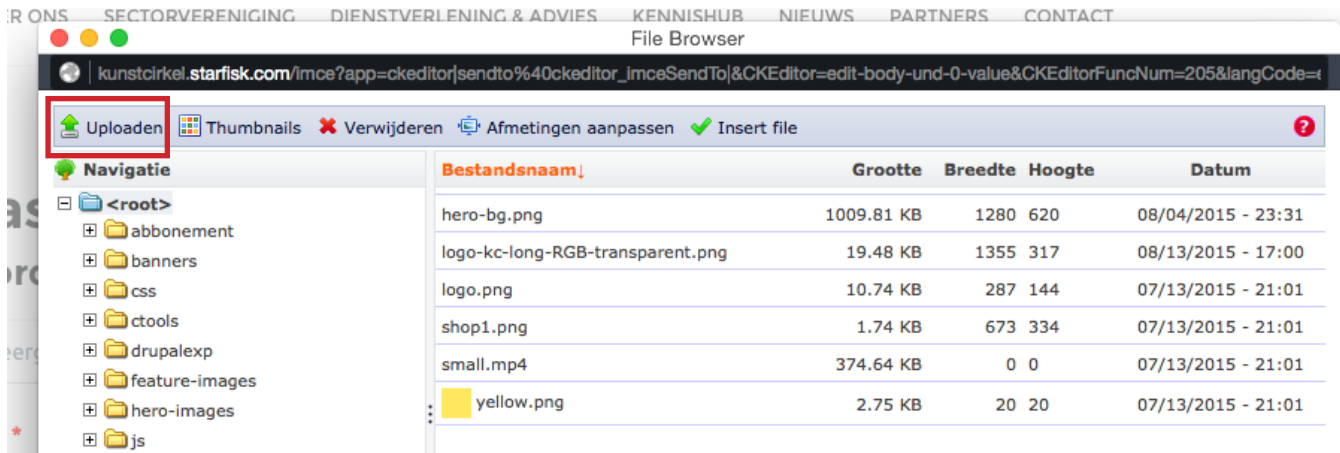 R ONS SECTORVERENIGING DIENSTVERLENING & ADVIES KENNISHUB NIEUWS PARTNERS CONTACT
File Browser
kunstcirkel.starfisk.com/imce?app=ckeditor|sendto%40ckeditor_imceSendTo|&CKEditor=edit-body-und-0-value&CKEditorFuncNum=205&langCode=e
Uploaden Thumbnails Verwijderen Afmetingen aanpassen Insert file ?
Navigatie Bestandsnaam↓ Grootte Breedte Hoogte Datum
<root>
hero-bg.png 1009.81 KB 1280 620 08/04/2015 - 23:31
abbonement
logo-kc-long-RGB-transparent.png 19.48 KB 1355 317 08/13/2015 - 17:00
banners
logo.png 10.74 KB 287 144 07/13/2015 - 21:01
css
ctools
shop1.png 1.74 KB 673 334 07/13/2015 - 21:01
drupalexp
small.mp4 374.64 KB 0 0 07/13/2015 - 21:01
feature-images
yellow.png 2.75 KB 20 20 07/13/2015 - 21:01
hero-images
* js